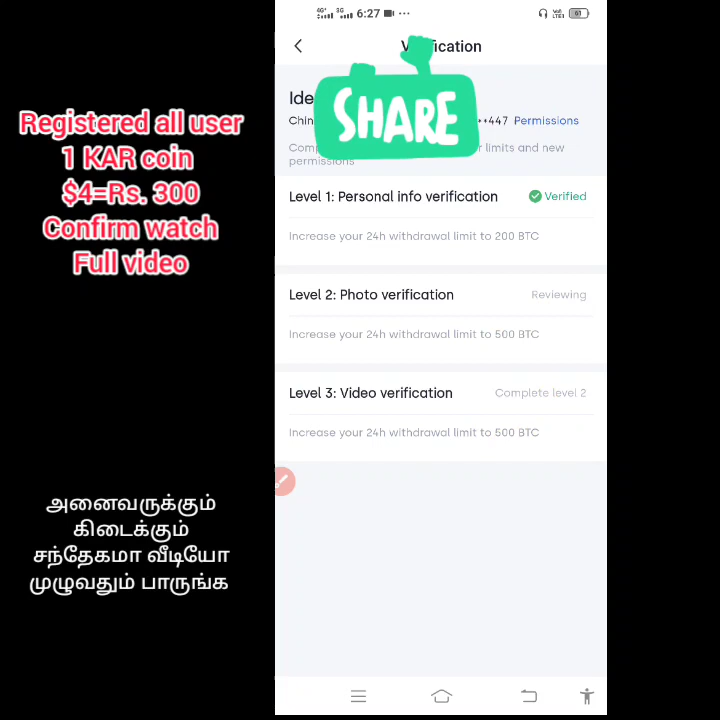 Registered all user
1 KAR coin
$4=Rs. 300
Confirm watch
Full video
அனைவருக்கும்
கிடைக்கும்
சந்தேகமா வீடியோ
முழுவதும் பாருங்க
4G+ 3G 6:27
61
SHARE
447 Permissions
limits and new
permissions
Level 1: Personal info verification Verified
Increase your 24h withdrawal limit to 200 BTC
Level 2: Photo verification Reviewing
Increase your 24h withdrawal limit to 500 BTC
Level 3: Video verification Complete level 2
Increase your 24h withdrawal limit to 500 BTC